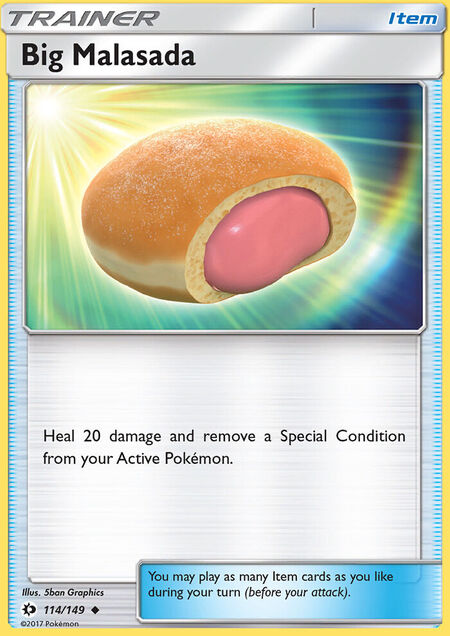 TRAINER Item
Big Malasada
Heal 20 damage and remove a Special Condition
from your Active Pokémon.
Illus. 5ban Graphics
You may play as many Item cards as you like
during your turn (before your attack).
114/149
©2017 Pokémon